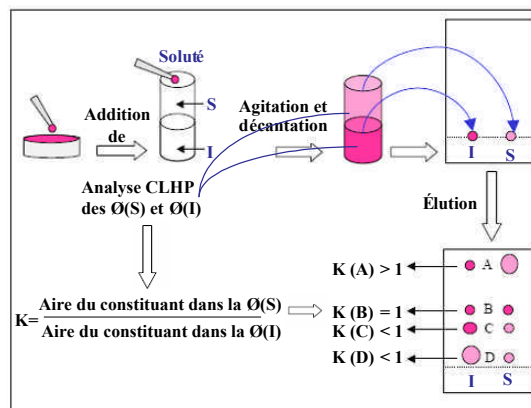 Soluté
S
Addition
de
I
Agitation et
décantation
I
S
Analyse CLHP
des Ø(S) et Ø(I)
Élution
K=
Aire du constituant dans la Ø(S)
Aire du constituant dans la Ø(I)
K (A) > 1
A
K (B) = 1
B
K (C) < 1
C
K (D) < 1
D
I
S